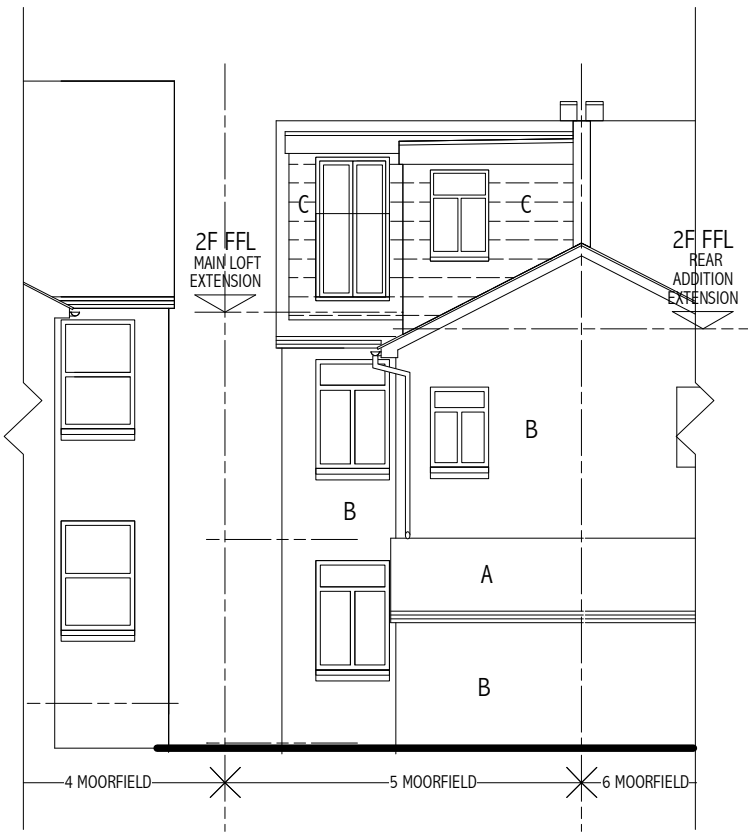 C
C
2F FFL
MAIN LOFT
EXTENSION
2F FFL
REAR
ADDITION
EXTENSION
B
B
A
B
4 MOORFIELD
5 MOORFIELD
6 MOORFIELD